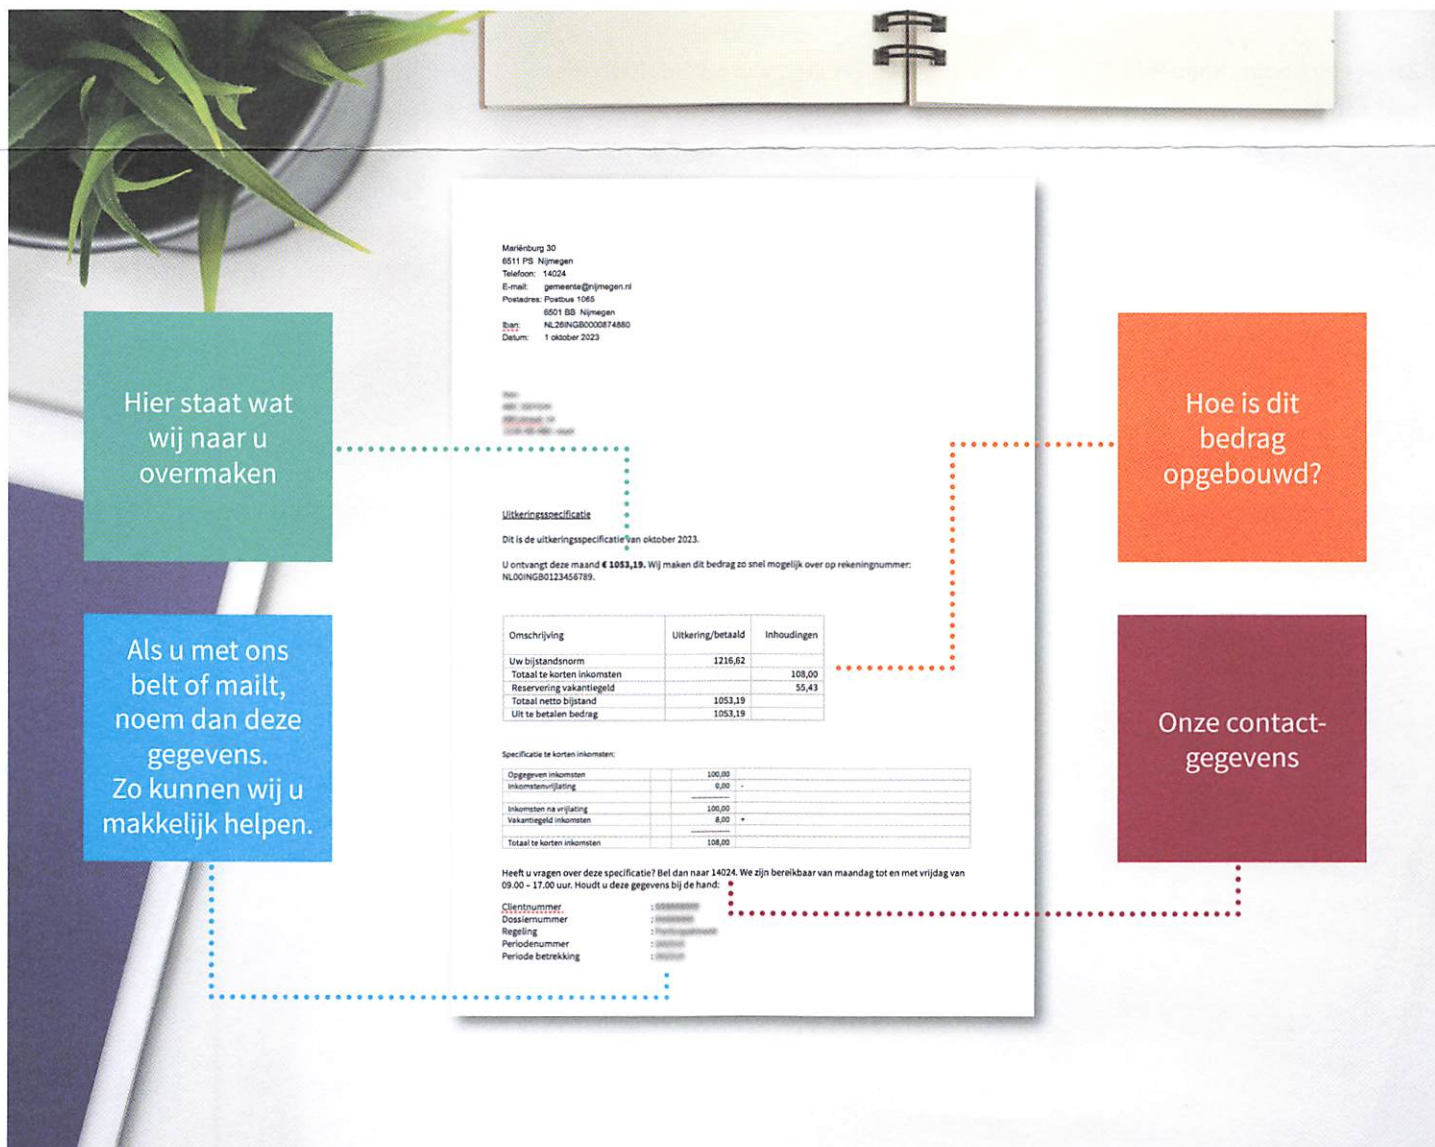 Mariënburg 30
6511 PS Nijmegen
Telefoon: 14024
E-mail: gemeente@nijmegen.nl
Postadres: Postbus 1065
6501 BB Nijmegen
Iban: NL26INGB0000874880
Datum: 1 oktober 2023
Hier staat wat
wij naar u
overmaken
Hoe is dit
bedrag
opgebouwd?
Uitkeringsspecificatie
Dit is de uitkeringsspecificatie van oktober 2023.
U ontvangt deze maand € 1053,19. Wij maken dit bedrag zo snel mogelijk over op rekeningnummer:
NL00INGB0123456789.
Als u met ons
belt of mailt,
noem dan deze
gegevens.
Zo kunnen wij u
makkelijk helpen.
Onze contact-
gegevens
Omschrijving Uitkering/betaald Inhoudingen
Uw bijstandsnorm 1216,62
Totaal te korten inkomsten 108,00
Reservering vakantiegeld 55,43
Totaal netto bijstand 1053,19
Uit te betalen bedrag 1053,19
Specificatie te korten inkomsten:
Opgegeven inkomsten 100,00
Inkomstenvrijlating 0,00 -
Inkomsten na vrijlating 100,00
Vakantiegeld inkomsten 8,00 +
Totaal te korten inkomsten 108,00
Heeft u vragen over deze specificatie? Bel dan naar 14024. We zijn bereikbaar van maandag tot en met vrijdag van
09.00 – 17.00 uur. Houdt u deze gegevens bij de hand:
Clientnummer :
Dossiernummer :
Regeling :
Periodenummer :
Periode betrekking :